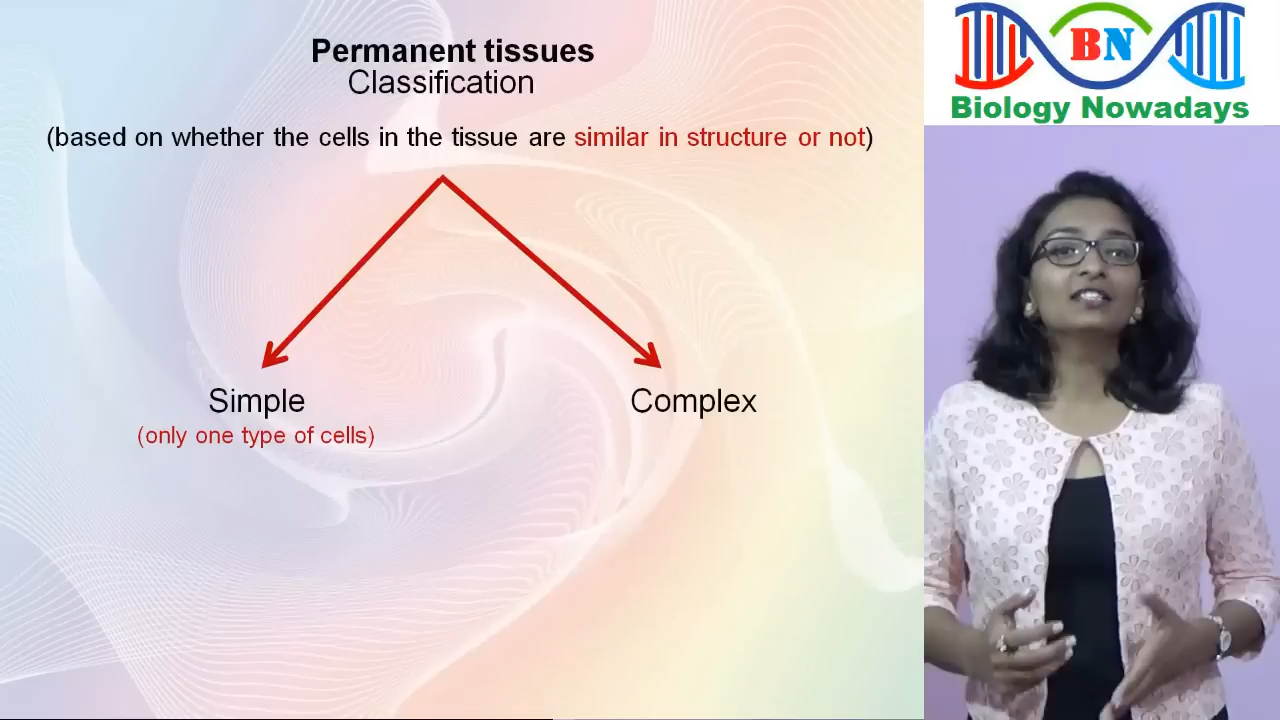 Permanent tissues
Classification
(based on whether the cells in the tissue are similar in structure or not)
Simple
(only one type of cells)
Complex
BN
Biology Nowadays